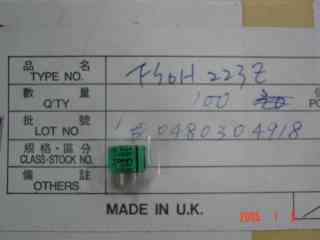 品 名
TYPE NO. FS0H 223Z
數 量
Q'TY 100
批 號
LOT NO # 0480304918
規格・區分
CLASS-STOCK NO.
備 註
OTHERS
MADE IN U.K.